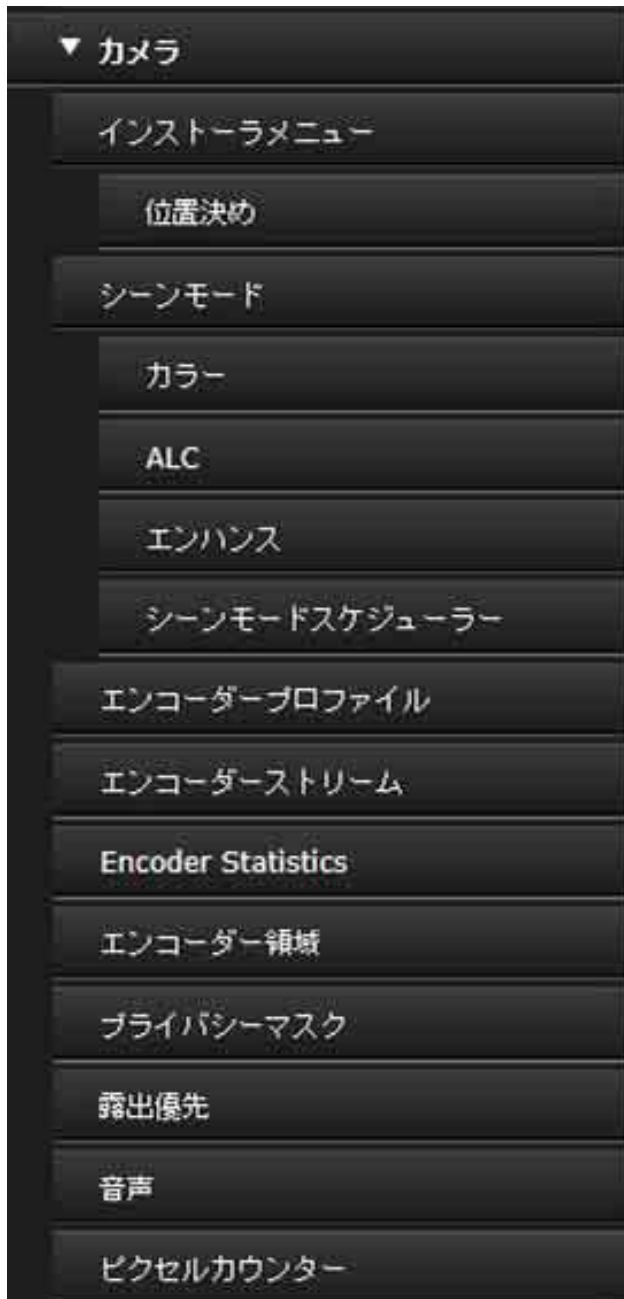 ▼ カメラ
インストーラメニュー
位置決め
シーンモード
カラー
ALC
エンハンス
シーンモードスケジューラー
エンコーダープロファイル
エンコーダーストリーム
Encoder Statistics
エンコーダー領域
プライバシーマスク
露出優先
音声
ピクセルカウンター